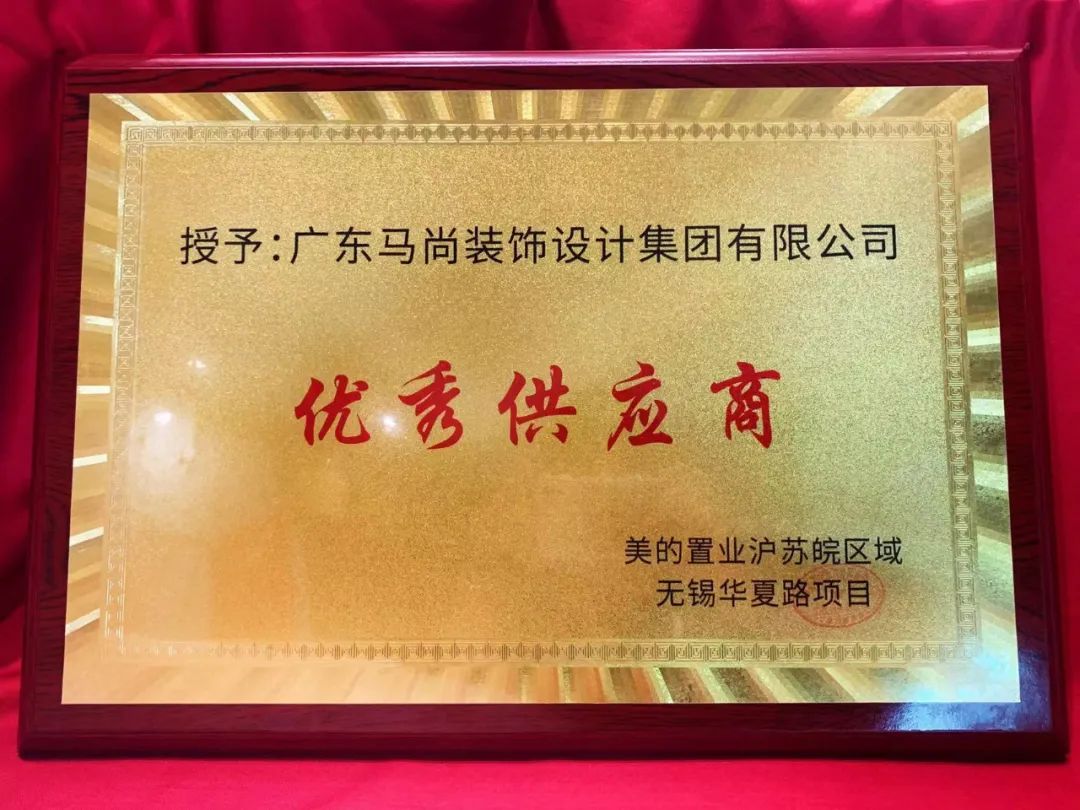 授予:广东马尚装饰设计集团有限公司
优秀供应商
美的置业沪苏皖区域
无锡华夏路项目